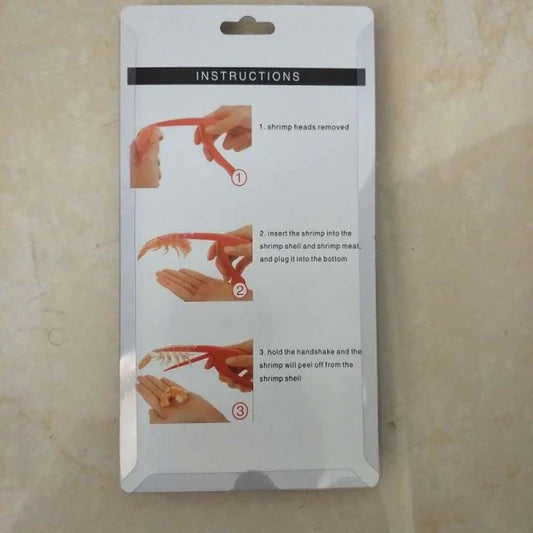 INSTRUCTIONS
1. shrimp heads removed
1
2. insert the shrimp into the
shrimp shell and shrimp meat,
and plug it into the bottom
2
3. hold the handshake and the
shrimp will peel off from the
shrimp shell
3